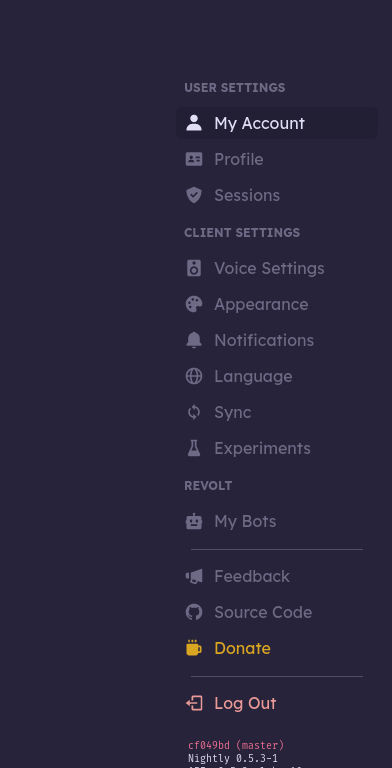 USER SETTINGS
My Account
Profile
Sessions
CLIENT SETTINGS
Voice Settings
Appearance
Notifications
Language
Sync
Experiments
REVOLT
My Bots
Feedback
Source Code
Donate
Log Out
cf049bd (master)
Nightly 0.5.3-1